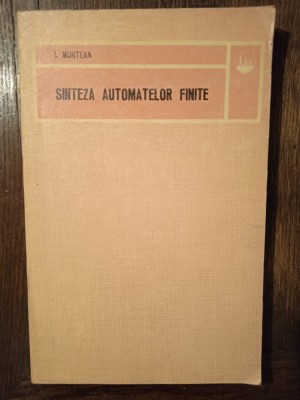 I. MUNTEAN
SINTEZA AUTOMATELOR FINITE